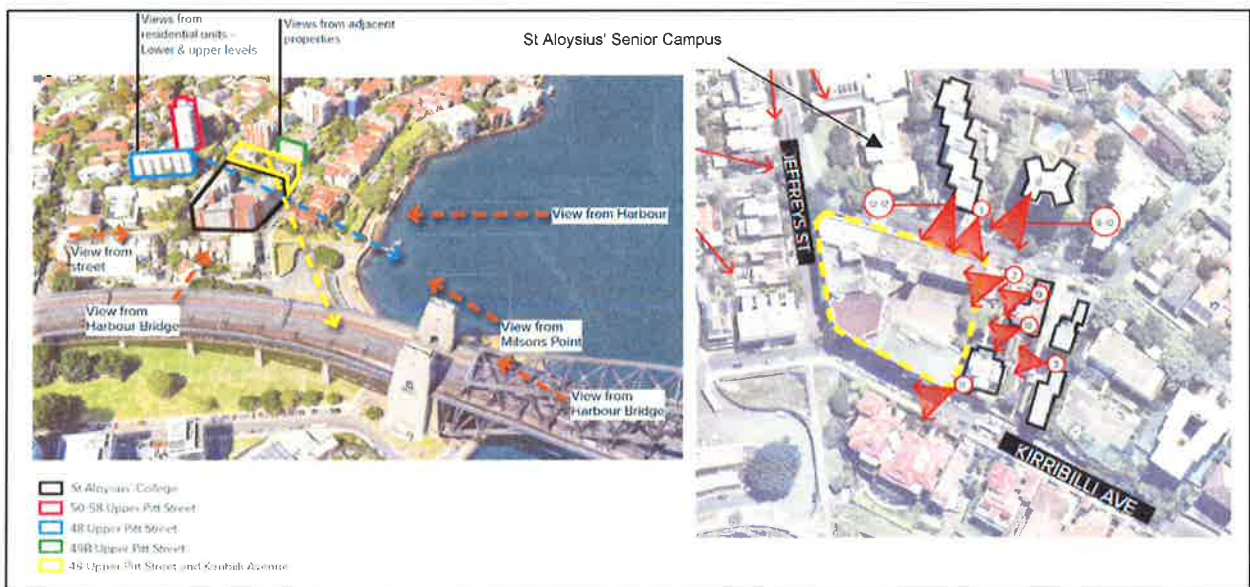 Views from
residential units –
Lower & upper levels
Views from adjacent
properties
St Aloysius' Senior Campus
View from Harbour
View from
street
View from
Harbour Bridge
View from
Milsons Point
View from
Harbour Bridge
St Aloysius' College
50-58 Upper Pitt Street
48 Upper Pitt Street
49B Upper Pitt Street
Upper Pitt Street and
Avenue
JEFFREYS ST
KIRRIBILLI AVE